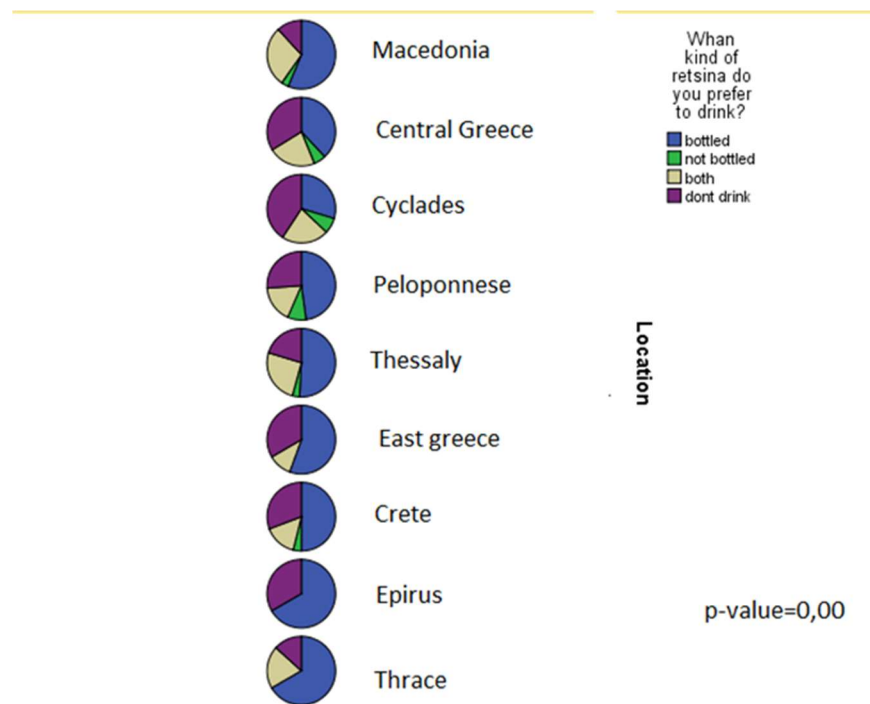 Macedonia
Central Greece
Cyclades
Peloponnese
Thessaly
East greece
Crete
Epirus
Thrace
Whan
kind of
retsina do
you prefer
to drink?
bottled
not bottled
both
dont drink
Location
p-value=0,00